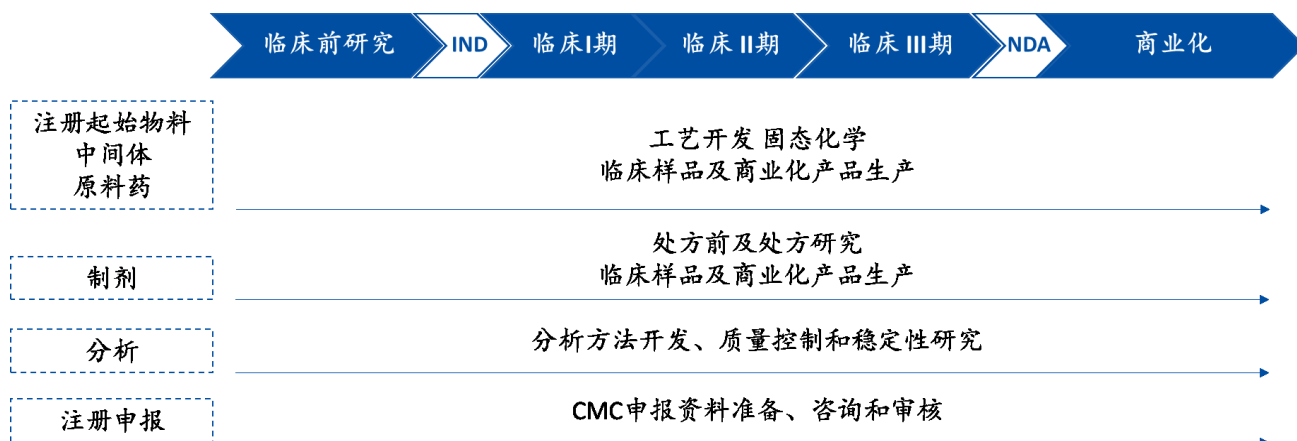 临床前研究 IND 临床I期 临床 II期 临床 III期 NDA 商业化
注册起始物料
中间体
原料药
工艺开发 固态化学
临床样品及商业化产品生产
制剂
处方前及处方研究
临床样品及商业化产品生产
分析
分析方法开发、质量控制和稳定性研究
注册申报
CMC申报资料准备、咨询和审核